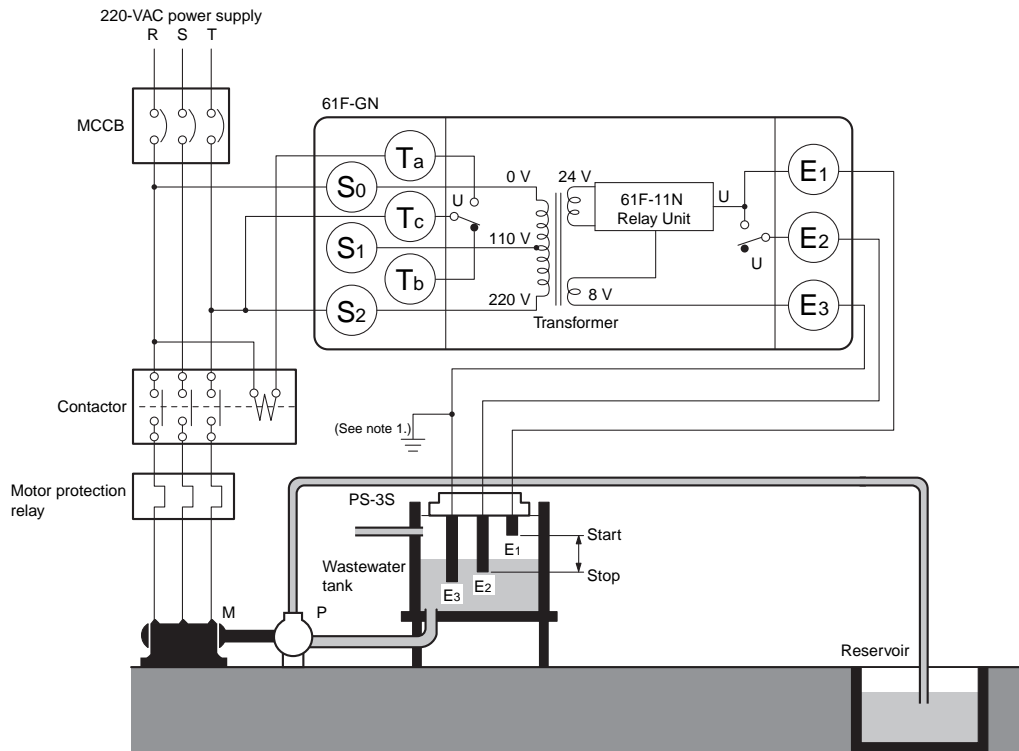 220-VAC power supply
R S T
MCCB
61F-GN
Ta
S0
Tc
S1
Tb
S2
U
0 V
110 V
220 V
24 V
8 V
Transformer
61F-11N
Relay Unit
U
U
E1
E2
E3
Contactor
(See note 1.)
Motor protection
relay
PS-3S
Wastewater
tank
E1
E2
E3
Start
Stop
M
P
Reservoir